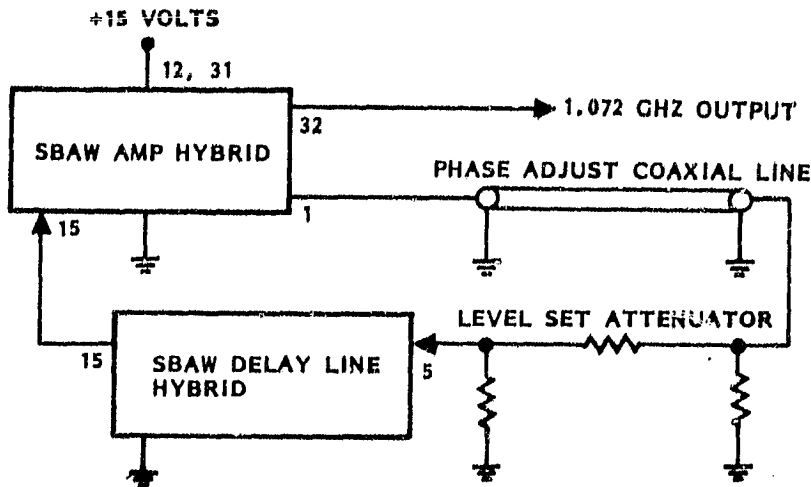 +15 VOLTS
12, 31
SBAW AMP HYBRID
32
1.072 GHZ OUTPUT
PHASE ADJUST COAXIAL LINE
1
15
LEVEL SET ATTENUATOR
15
SBAW DELAY LINE
HYBRID
5